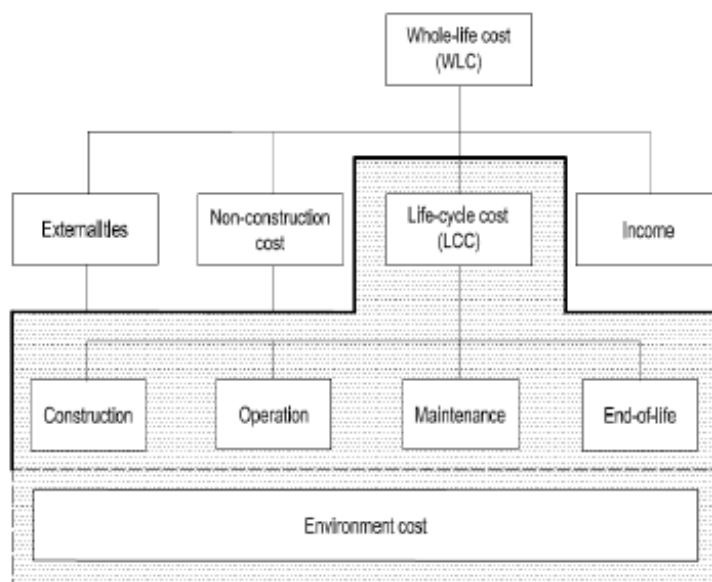 Whole-life cost
(WLC)
Externalities
Non-construction
cost
Life-cycle cost
(LCC)
Income
Construction
Operation
Maintenance
End-of-life
Environment cost